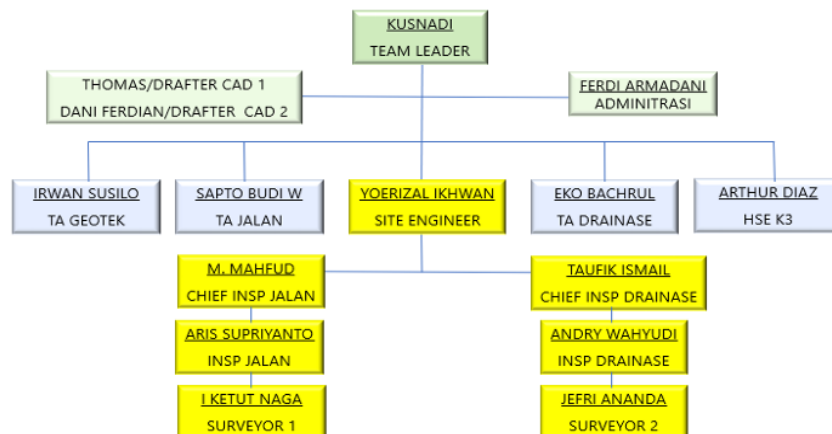 KUSNADI
TEAM LEADER
THOMAS/DRAFTER CAD 1
DANI FERDIAN/DRAFTER CAD 2
FERDI ARMADANI
ADMINITRASI
IRWAN SUSILO
TA GEOTEK
SAPTO BUDI W
TA JALAN
YOERIZAL IKHWAN
SITE ENGINEER
EKO BACHRUL
TA DRAINASE
ARTHUR DIAZ
HSE K3
M. MAHFUD
CHIEF INSP JALAN
TAUFIK ISMAIL
CHIEF INSP DRAINASE
ARIS SUPRIYANTO
INSP JALAN
ANDRY WAHYUDI
INSP DRAINASE
I KETUT NAGA
SURVEYOR 1
JEFRI ANANDA
SURVEYOR 2